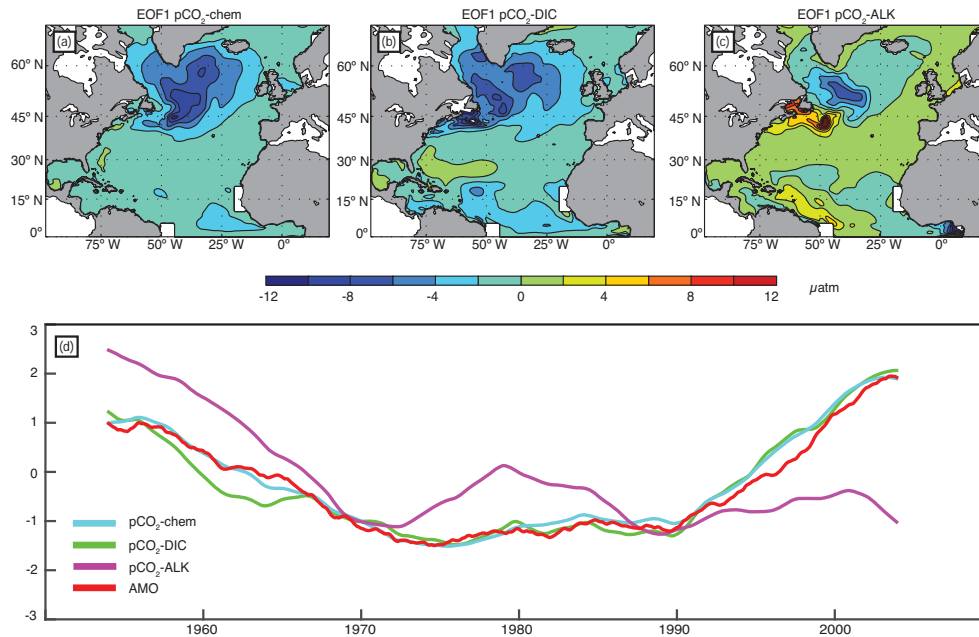 EOF1 pCO₂-chem
EOF1 pCO₂-DIC
EOF1 pCO₂-ALK
(a)
(b)
(c)
60° N
45° N
30° N
15° N
0°
75° W
50° W
25° W
0°
60° N
45° N
30° N
15° N
0°
75° W
50° W
25° W
0°
60° N
45° N
30° N
15° N
0°
75° W
50° W
25° W
0°
-12 -8 -4 0 4 8 12 µatm
(d)
3
2
1
0
-1
-2
-3
pCO₂-chem
pCO₂-DIC
pCO₂-ALK
AMO
1960 1970 1980 1990 2000